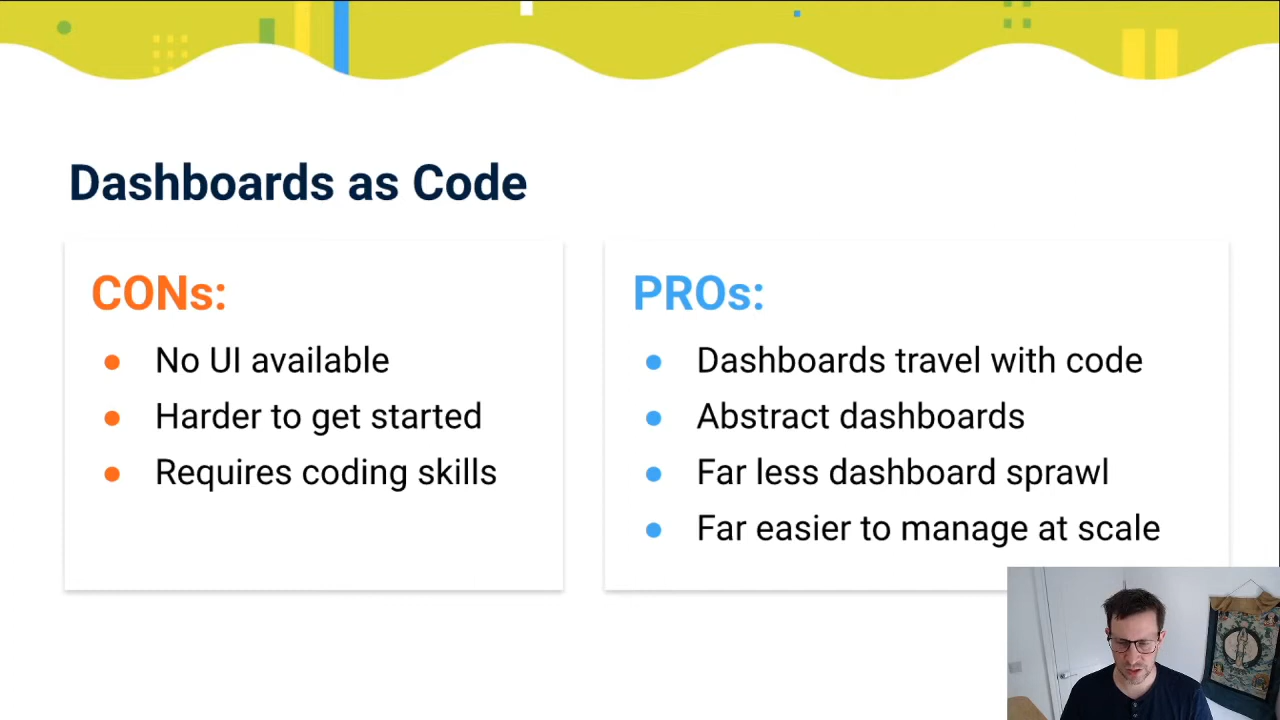 Dashboards as Code
CONs:
No UI available
Harder to get started
Requires coding skills
PROs:
Dashboards travel with code
Abstract dashboards
Far less dashboard sprawl
Far easier to manage at scale